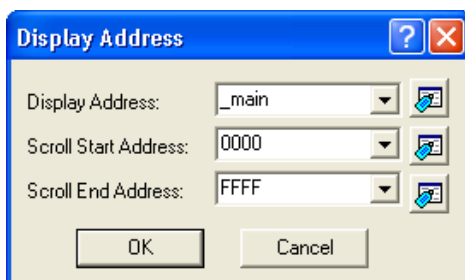 Display Address
Display Address: _main
Scroll Start Address: 0000
Scroll End Address: FFFF
OK Cancel